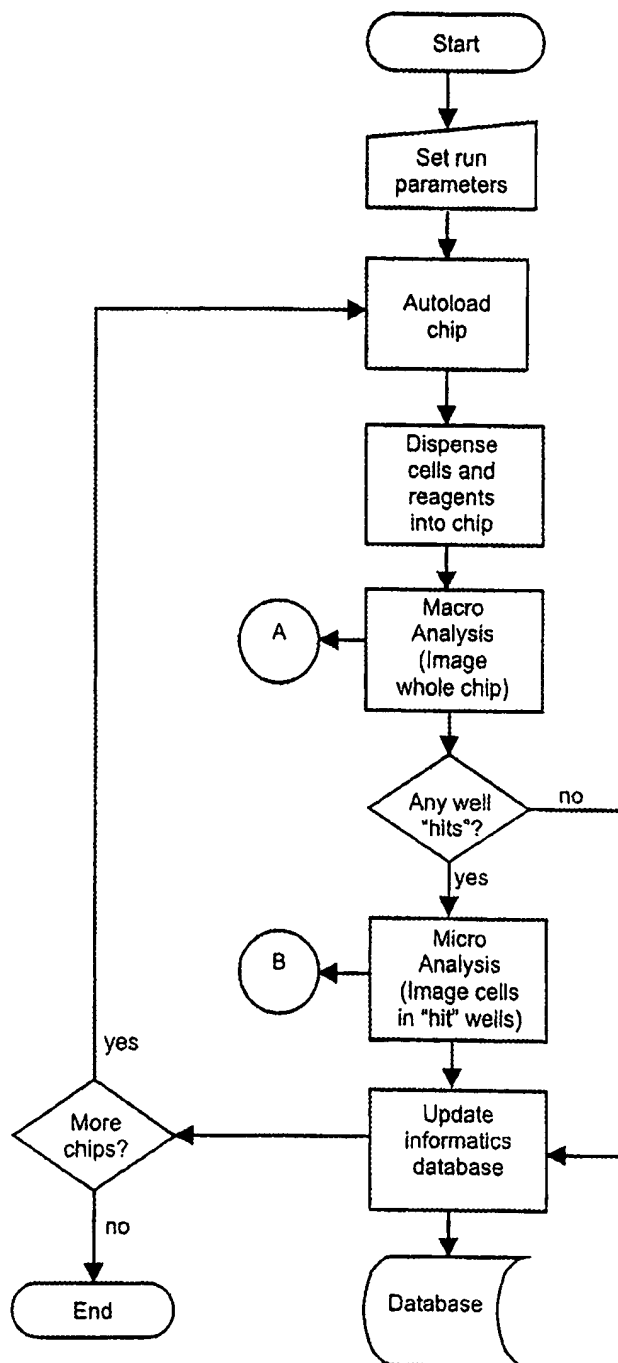 Start
Set run
parameters
Autoload
chip
Dispense
cells and
reagents
into chip
Macro
Analysis
(Image
whole chip)
A
Any well
"hits"?
no
yes
Micro
Analysis
(Image cells
in "hit" wells)
B
Update
informatics
database
yes
More
chips?
no
End
Database